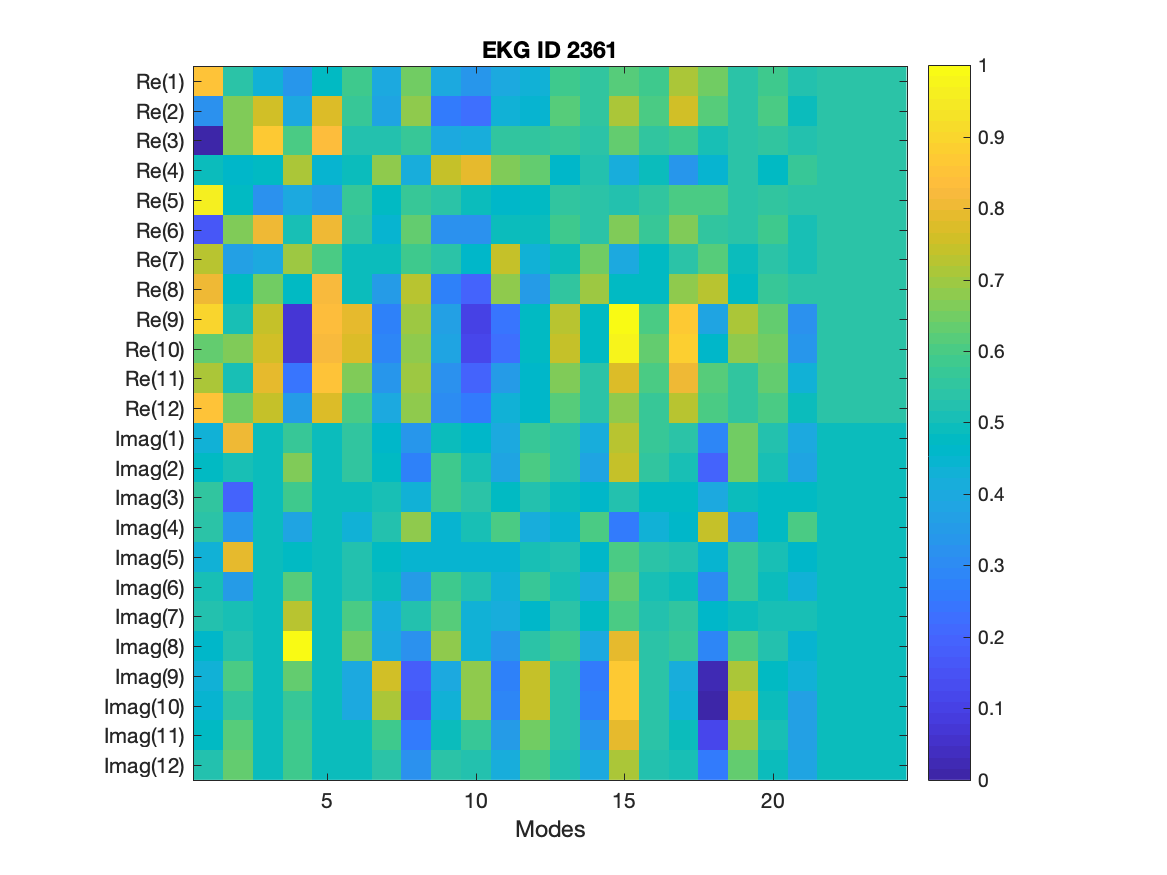 EKG ID 2361
Re(1)
Re(2)
Re(3)
Re(4)
Re(5)
Re(6)
Re(7)
Re(8)
Re(9)
Re(10)
Re(11)
Re(12)
Imag(1)
Imag(2)
Imag(3)
Imag(4)
Imag(5)
Imag(6)
Imag(7)
Imag(8)
Imag(9)
Imag(10)
Imag(11)
Imag(12)
5 10 15 20
Modes
1
0.9
0.8
0.7
0.6
0.5
0.4
0.3
0.2
0.1
0